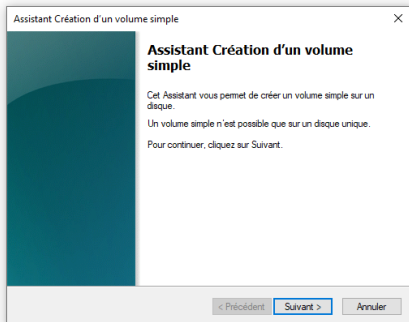 Assistant Création d'un volume simple
Assistant Création d'un volume
simple
Cet Assistant vous permet de créer un volume simple sur un
disque.
Un volume simple n'est possible que sur un disque unique.
Pour continuer, cliquez sur Suivant.
< Précédent Suivant > Annuler